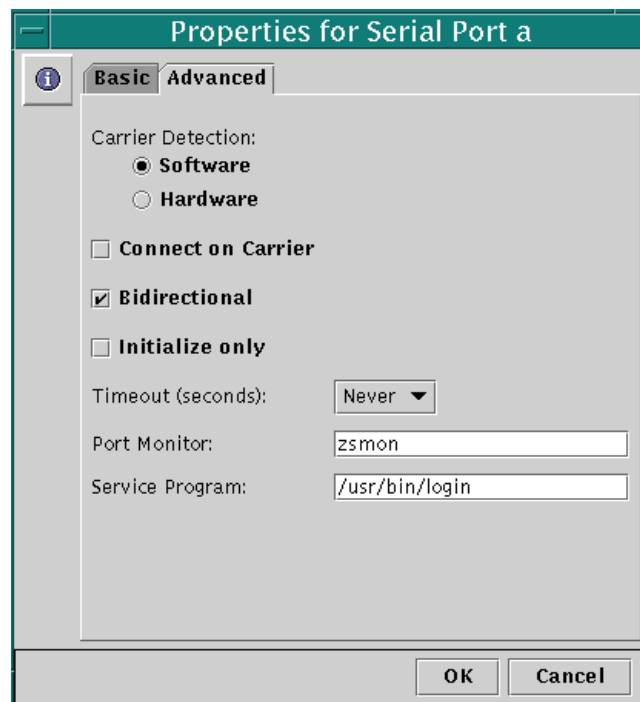 Properties for Serial Port a
Basic Advanced
Carrier Detection:
Software
Hardware
Connect on Carrier
Bidirectional
Initialize only
Timeout (seconds): Never
Port Monitor: zsmon
Service Program: /usr/bin/login
OK Cancel